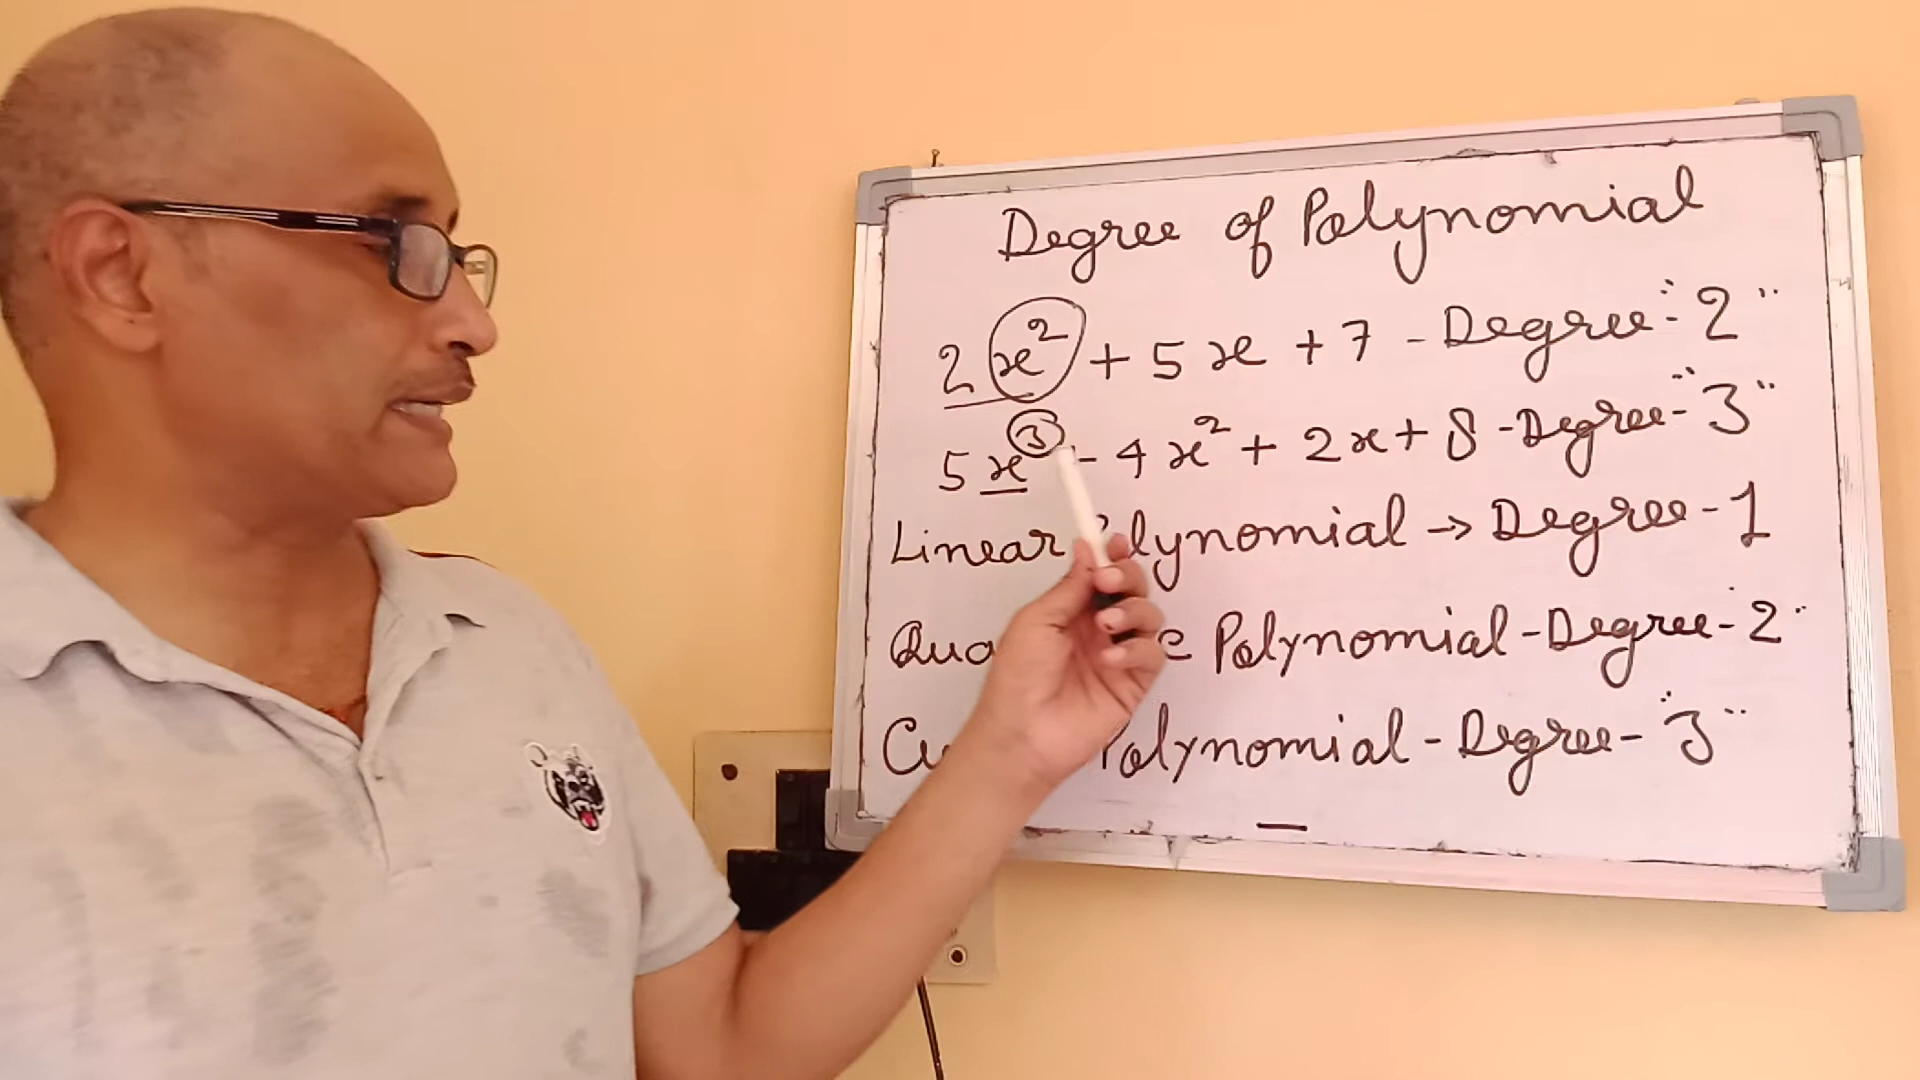 Degree of Polynomial
2x² + 5x + 7 - Degree - "2"
5x³ - 4x² + 2x + 8 - Degree - "3"
Linear Polynomial → Degree - 1
Polynomial - Degree - "2"
Polynomial - Degree - "3"